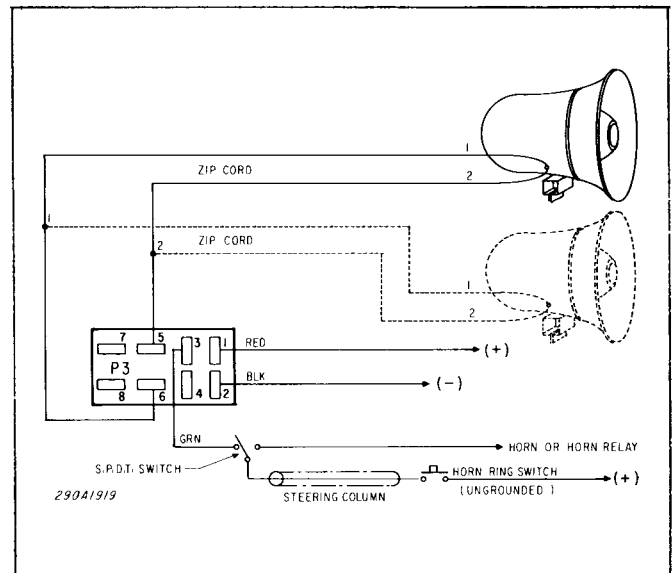 1
ZIP CORD
2
1
2
ZIP CORD
1
2
7
5
3
1
RED
(+)
P3
8
6
4
2
BLK
(-)
GRN
HORN OR HORN RELAY
S.P.D.T. SWITCH
HORN RING SWITCH
(+)
(UNGROUNDED)
STEERING COLUMN
290A1919